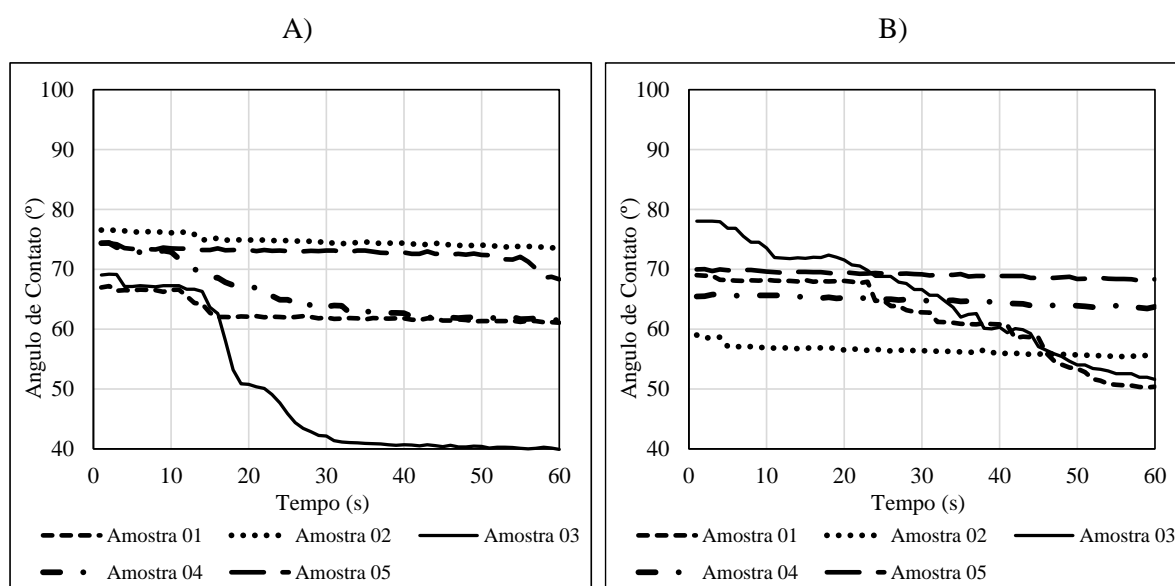 A)
B)
Angulo de Contato (º)
100
90
80
70
60
50
40
0
10
20
30
40
50
60
Tempo (s)
Amostra 01
Amostra 02
Amostra 03
Amostra 04
Amostra 05
Angulo de Contato (º)
100
90
80
70
60
50
40
0
10
20
30
40
50
60
Tempo (s)
Amostra 01
Amostra 02
Amostra 03
Amostra 04
Amostra 05